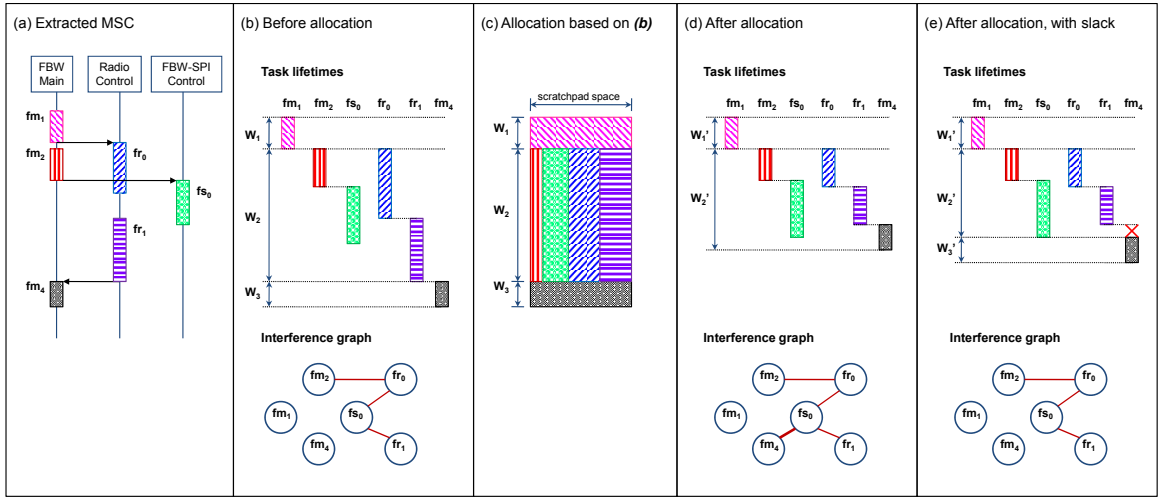 (a) Extracted MSC
FBW Main
Radio Control
FBW-SPI Control
fm1
fm2
fr0
fs0
fr1
fm4
(b) Before allocation
Task lifetimes
fm1 fm2 fs0 fr0 fr1 fm4
W1
W2
W3
Interference graph
fm2 fr0
fm1 fs0
fm4 fr1
(c) Allocation based on (b)
scratchpad space
W1
W2
W3
(d) After allocation
Task lifetimes
fm1 fm2 fs0 fr0 fr1 fm4
W1'
W2'
Interference graph
fm2 fr0
fm1 fs0
fm4 fr1
(e) After allocation, with slack
Task lifetimes
fm1 fm2 fs0 fr0 fr1 fm4
W1'
W2'
W3'
Interference graph
fm2 fr0
fm1 fs0
fm4 fr1